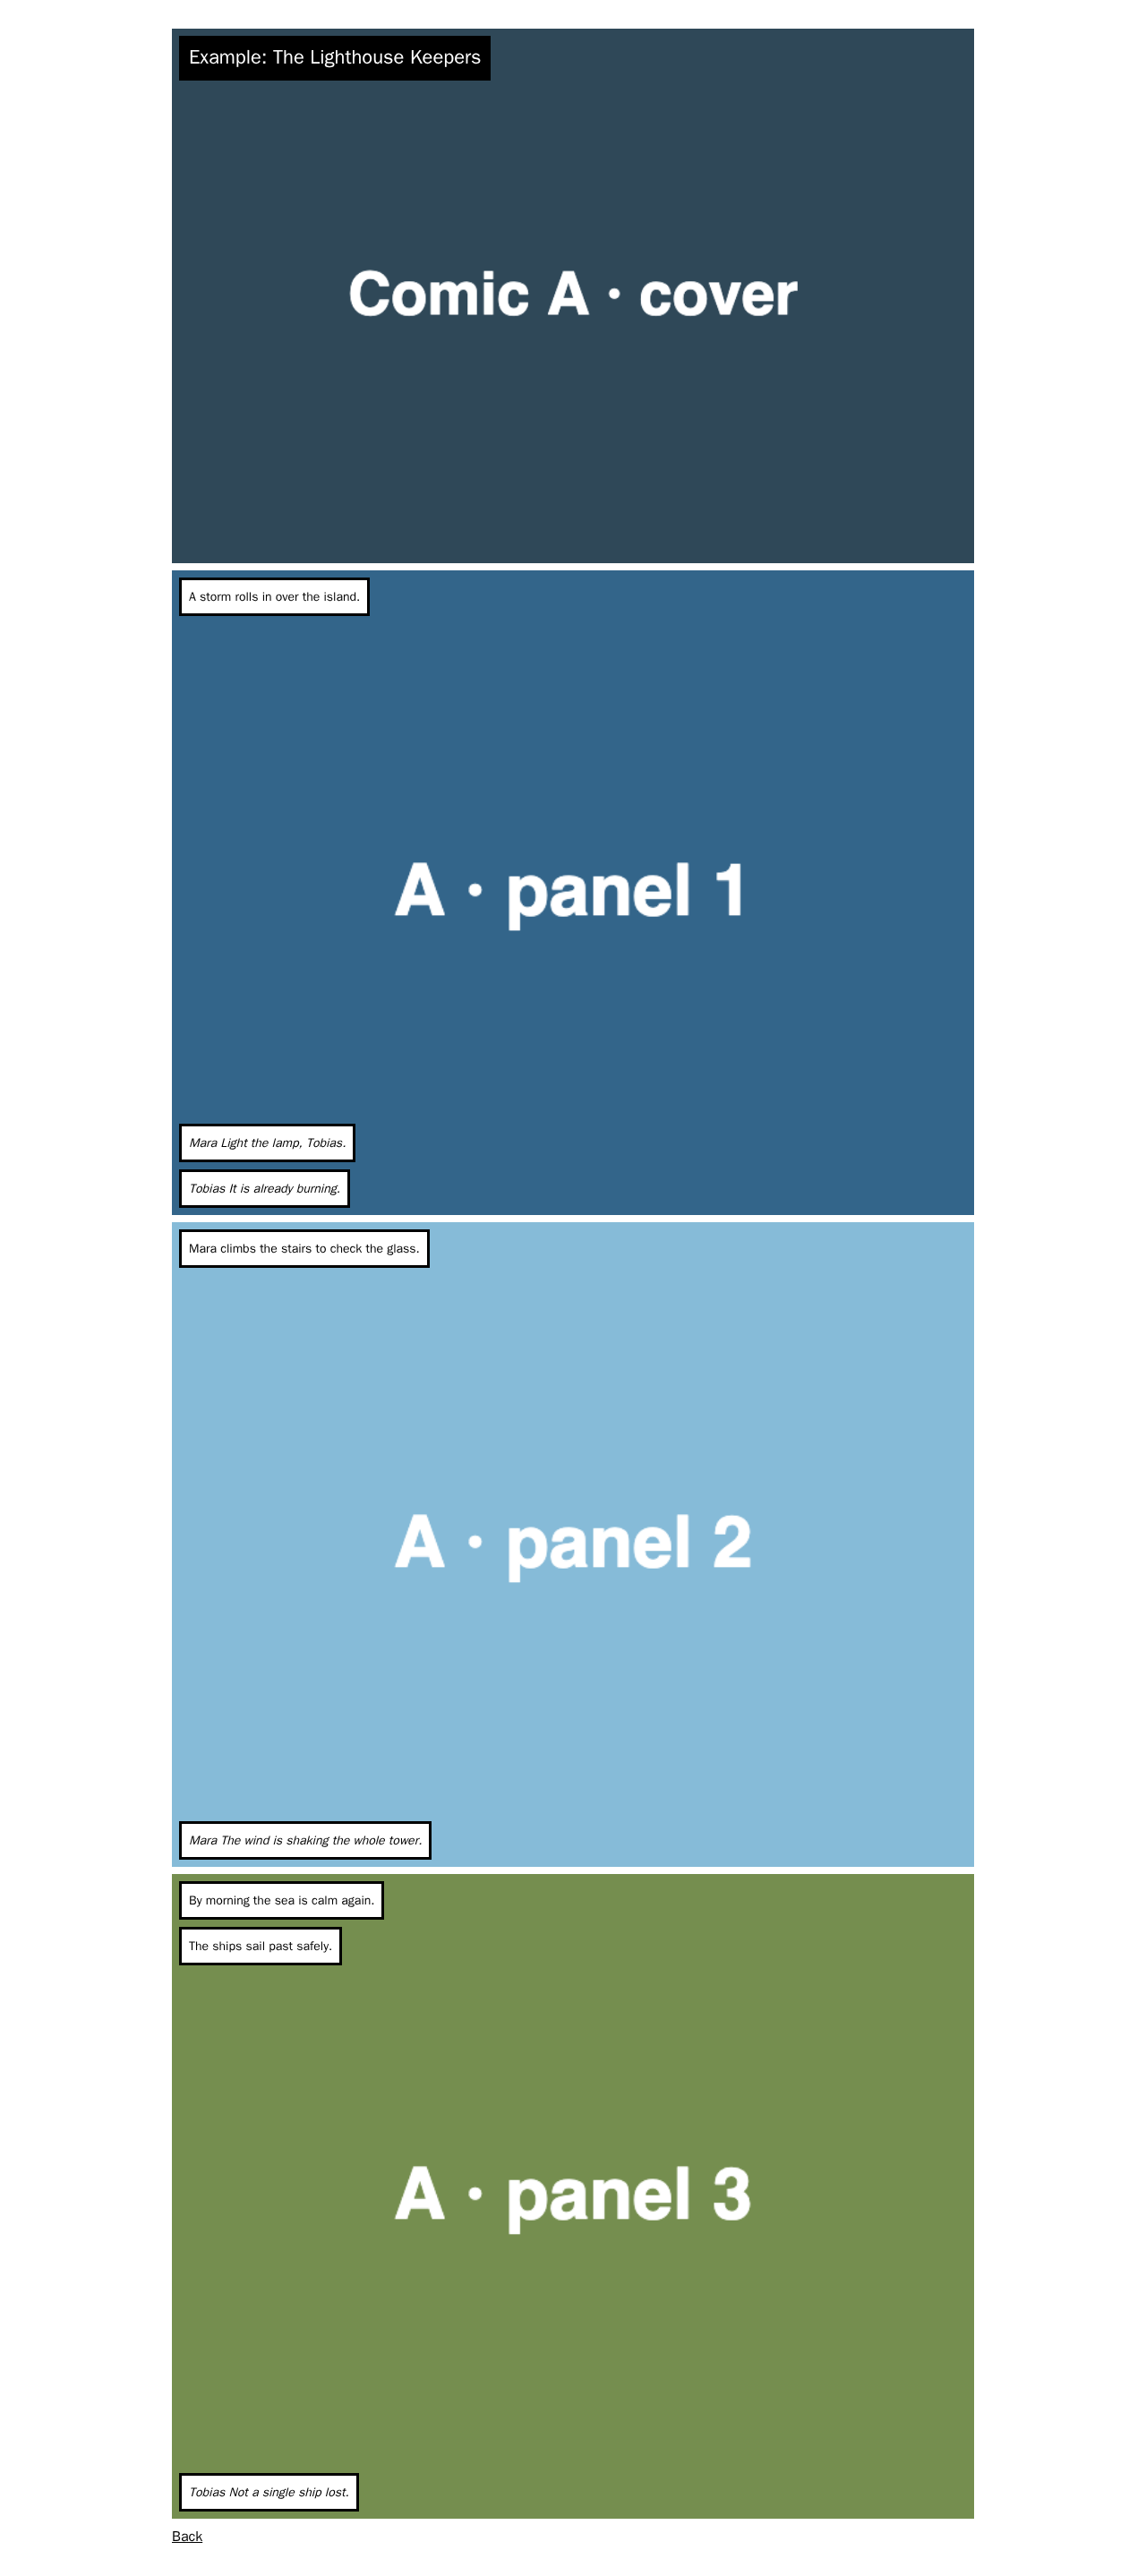 Example: The Lighthouse Keepers
Comic A · cover
A storm rolls in over the island.
A · panel 1
Mara Light the lamp, Tobias.
Tobias It is already burning.
Mara climbs the stairs to check the glass.
A · panel 2
Mara The wind is shaking the whole tower.
By morning the sea is calm again.
The ships sail past safely.
A · panel 3
Tobias Not a single ship lost.
Back